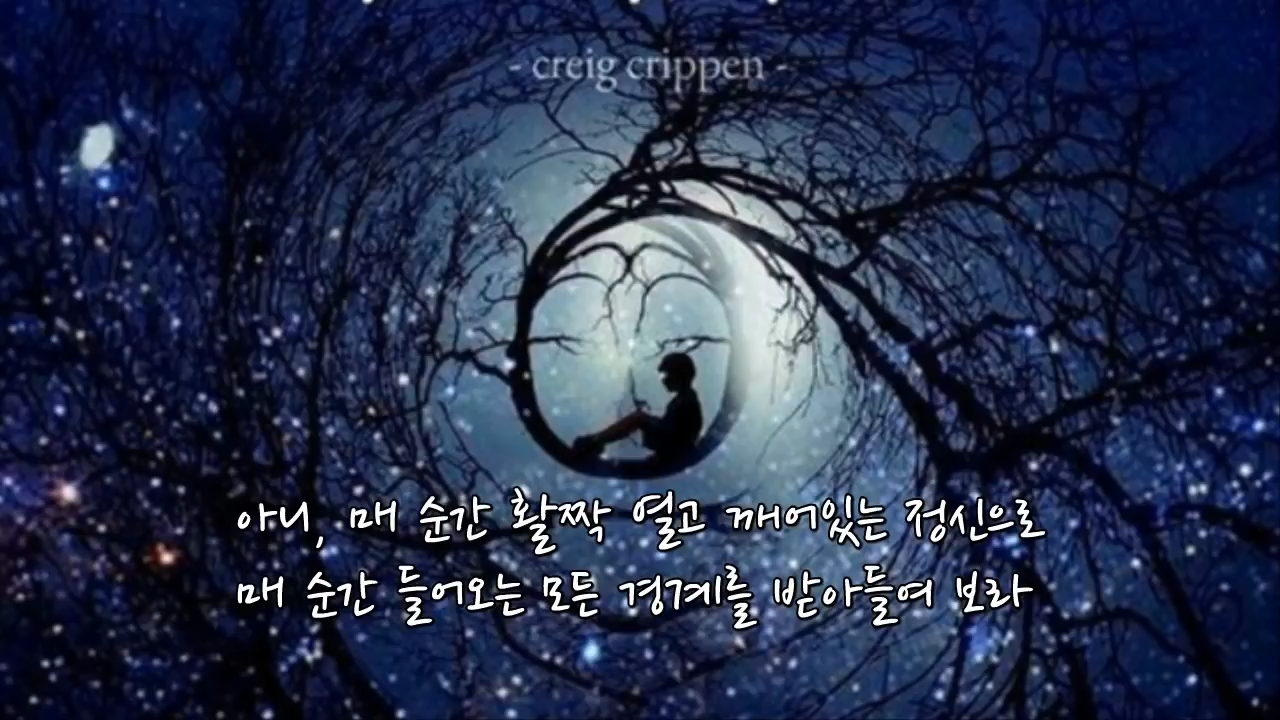 - creig crippen -
아니, 매 순간 활짝 열고 깨어있는 정신으로
매 순간 들어오는 모든 경계를 받아들여 보라